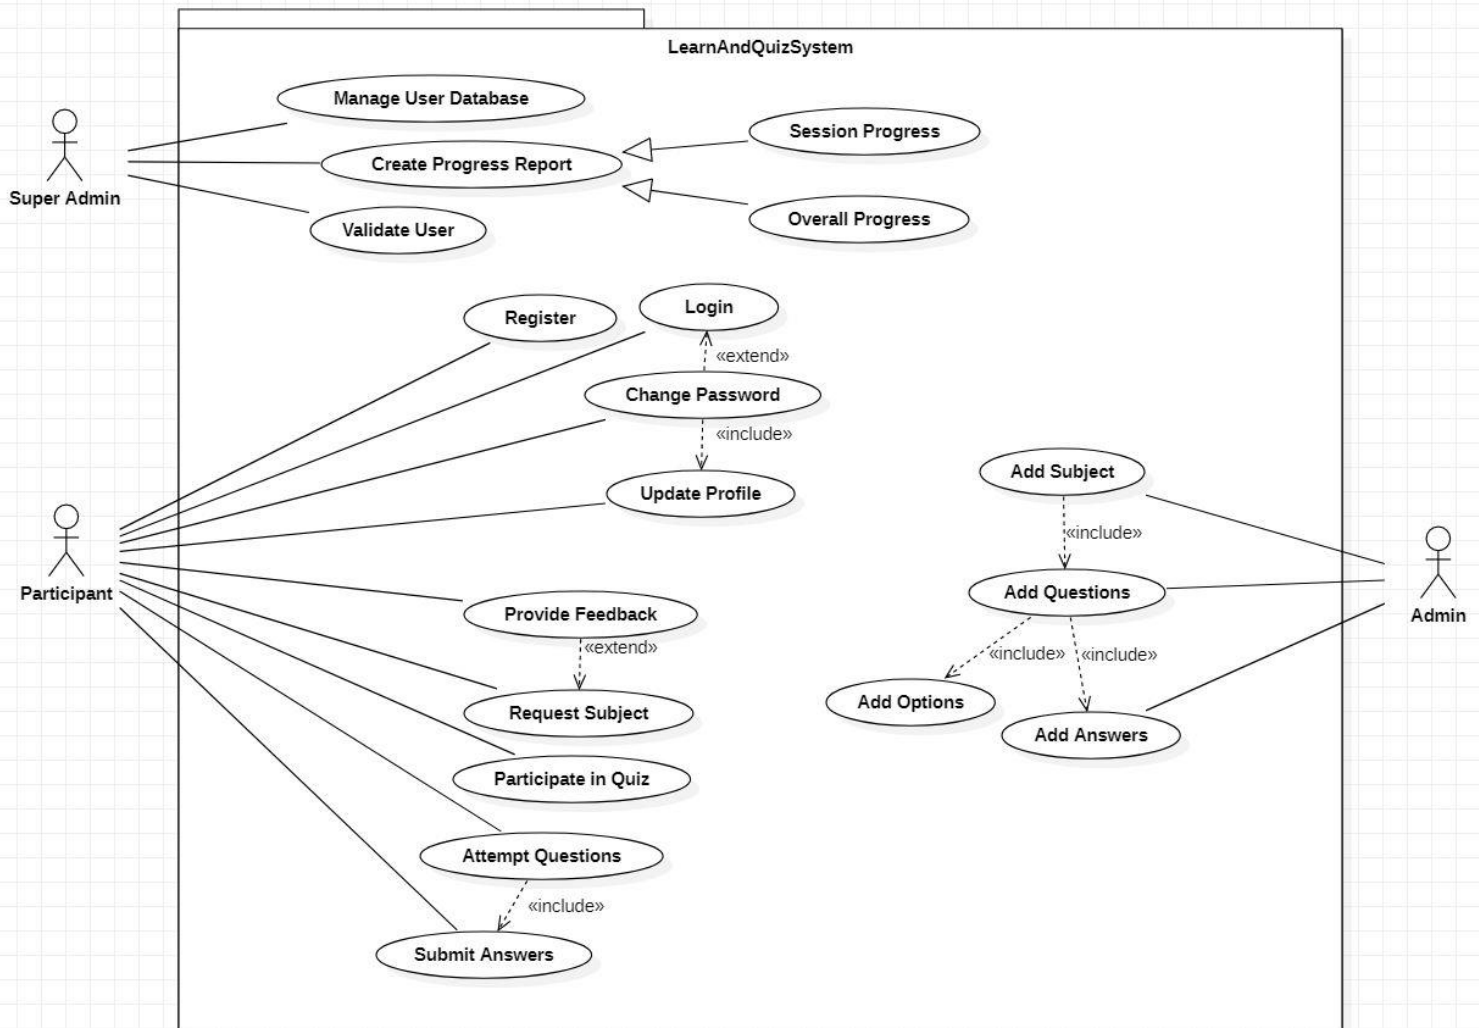 LearnAndQuizSystem
Manage User Database
Session Progress
Create Progress Report
Super Admin
Overall Progress
Validate User
Login
Register
«extend»
Change Password
«include»
Add Subject
Update Profile
«include»
Participant
Add Questions
Admin
Provide Feedback
«extend»
«include»
«include»
Add Options
Request Subject
Add Answers
Participate in Quiz
Attempt Questions
«include»
Submit Answers